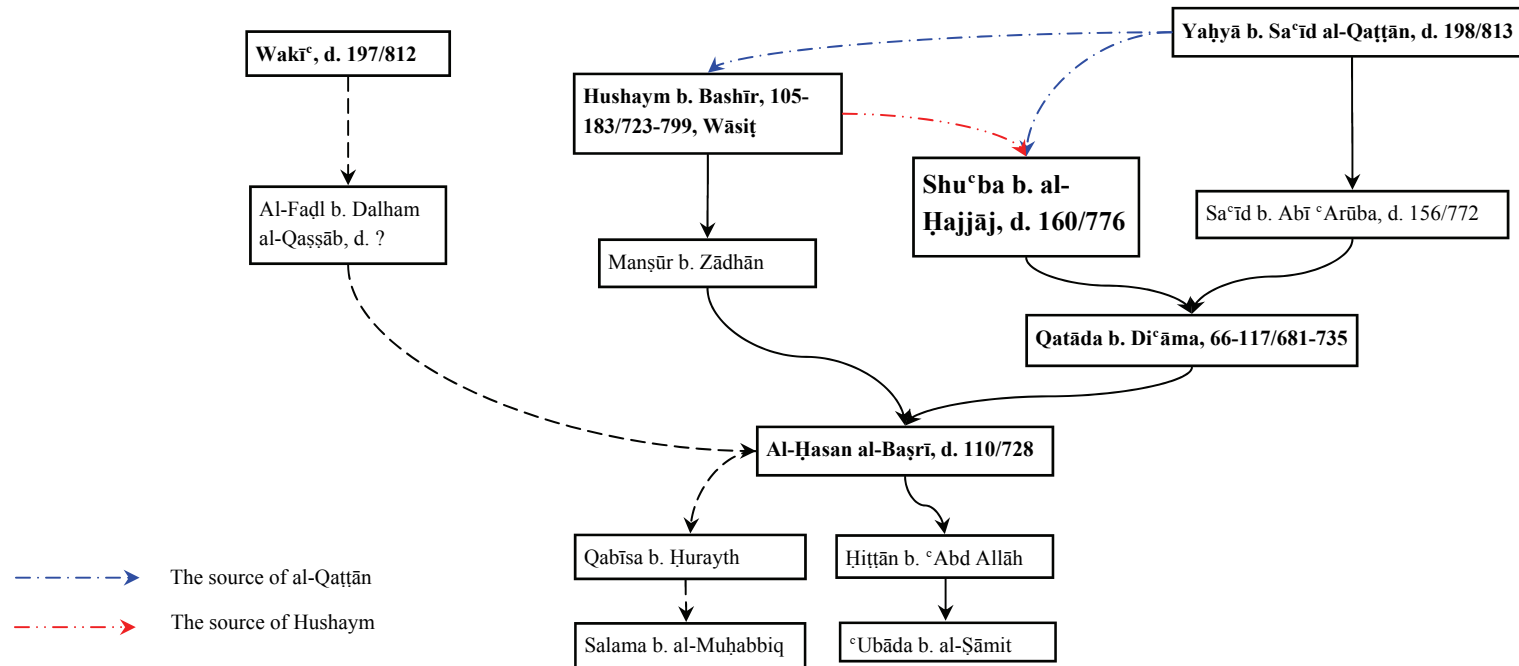 Wakīᶜ, d. 197/812
Yaḥyā b. Saᶜīd al-Qaṭṭān, d. 198/813
Hushaym b. Bashīr, 105-
183/723-799, Wāsiṭ
Shuᶜba b. al-
Ḥajjāj, d. 160/776
Al-Faḍl b. Dalham
al-Qaṣṣāb, d. ?
Saᶜīd b. Abī ᶜArūba, d. 156/772
Manṣūr b. Zādhān
Qatāda b. Diᶜāma, 66-117/681-735
Al-Ḥasan al-Baṣrī, d. 110/728
Qabīsa b. Ḥurayth
Ḥiṭṭān b. ᶜAbd Allāh
Salama b. al-Muḥabbiq
ᶜUbāda b. al-Ṣāmit
The source of al-Qaṭṭān
The source of Hushaym